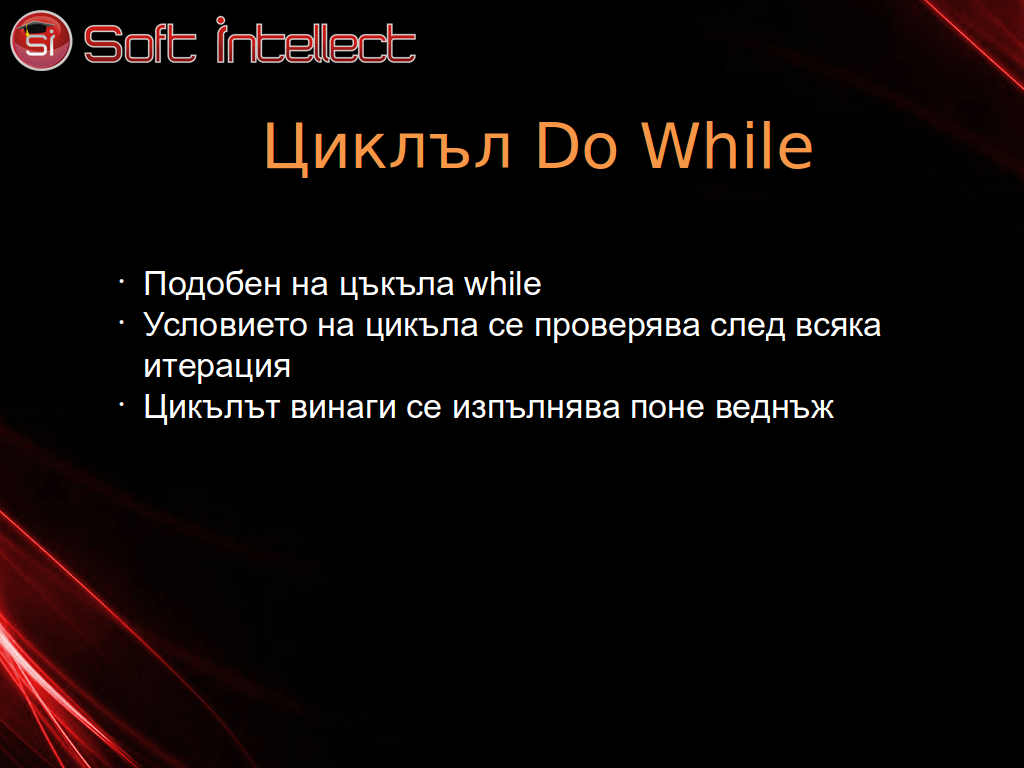 Si Soft Intellect
Циклъл Do While
· Подобен на цъкъла while
· Условието на цикъла се проверява след всяка
итерация
· Цикълът винаги се изпълнява поне веднъж